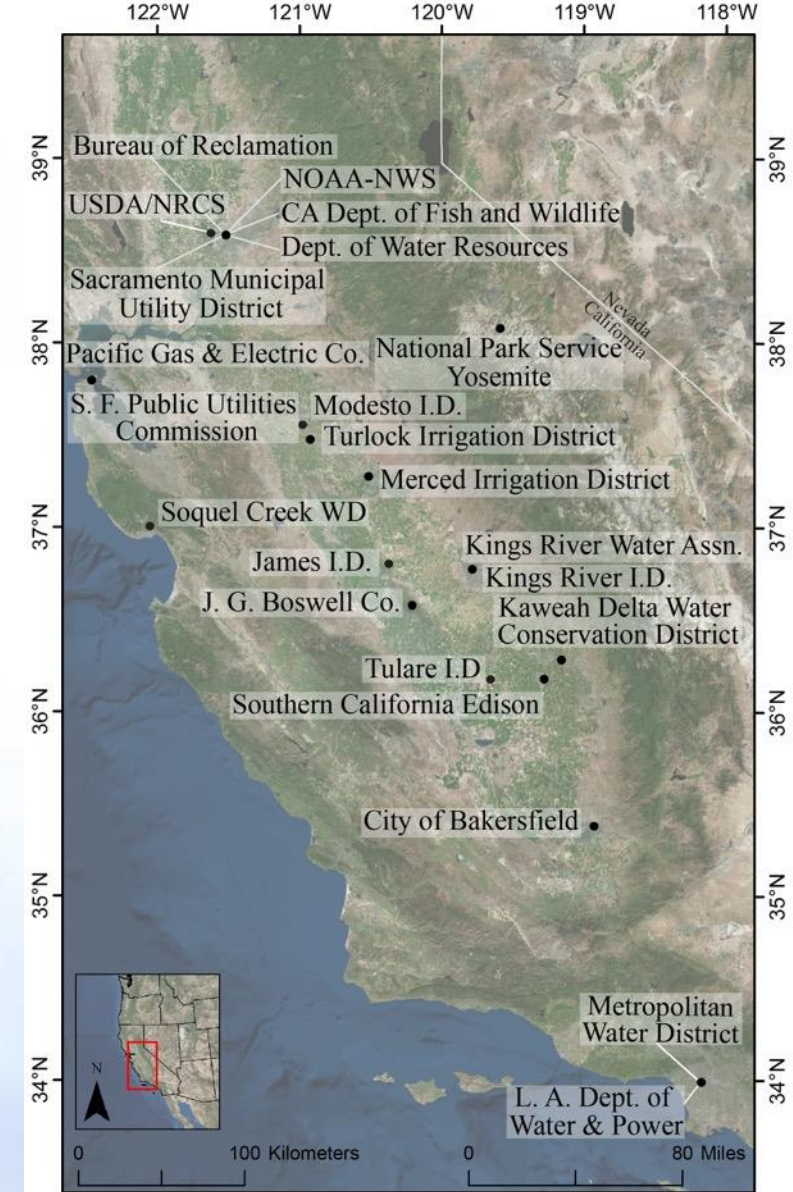 122°W 121°W 120°W 119°W 118°W
39°N
39°N
Bureau of Reclamation
NOAA-NWS
USDA/NRCS
CA Dept. of Fish and Wildlife
Dept. of Water Resources
Sacramento Municipal
Utility District
Nevada
California
38°N
38°N
Pacific Gas & Electric Co.
National Park Service
Yosemite
S. F. Public Utilities
Commission
Modesto I.D.
Turlock Irrigation District
Merced Irrigation District
37°N
37°N
Soquel Creek WD
Kings River Water Assn.
James I.D.
Kings River I.D.
J. G. Boswell Co.
Kaweah Delta Water
Conservation District
Tulare I.D
36°N
36°N
Southern California Edison
City of Bakersfield
35°N
35°N
Metropolitan
Water District
34°N
34°N
L. A. Dept. of
Water & Power
N
0 100 Kilometers 0 80 Miles